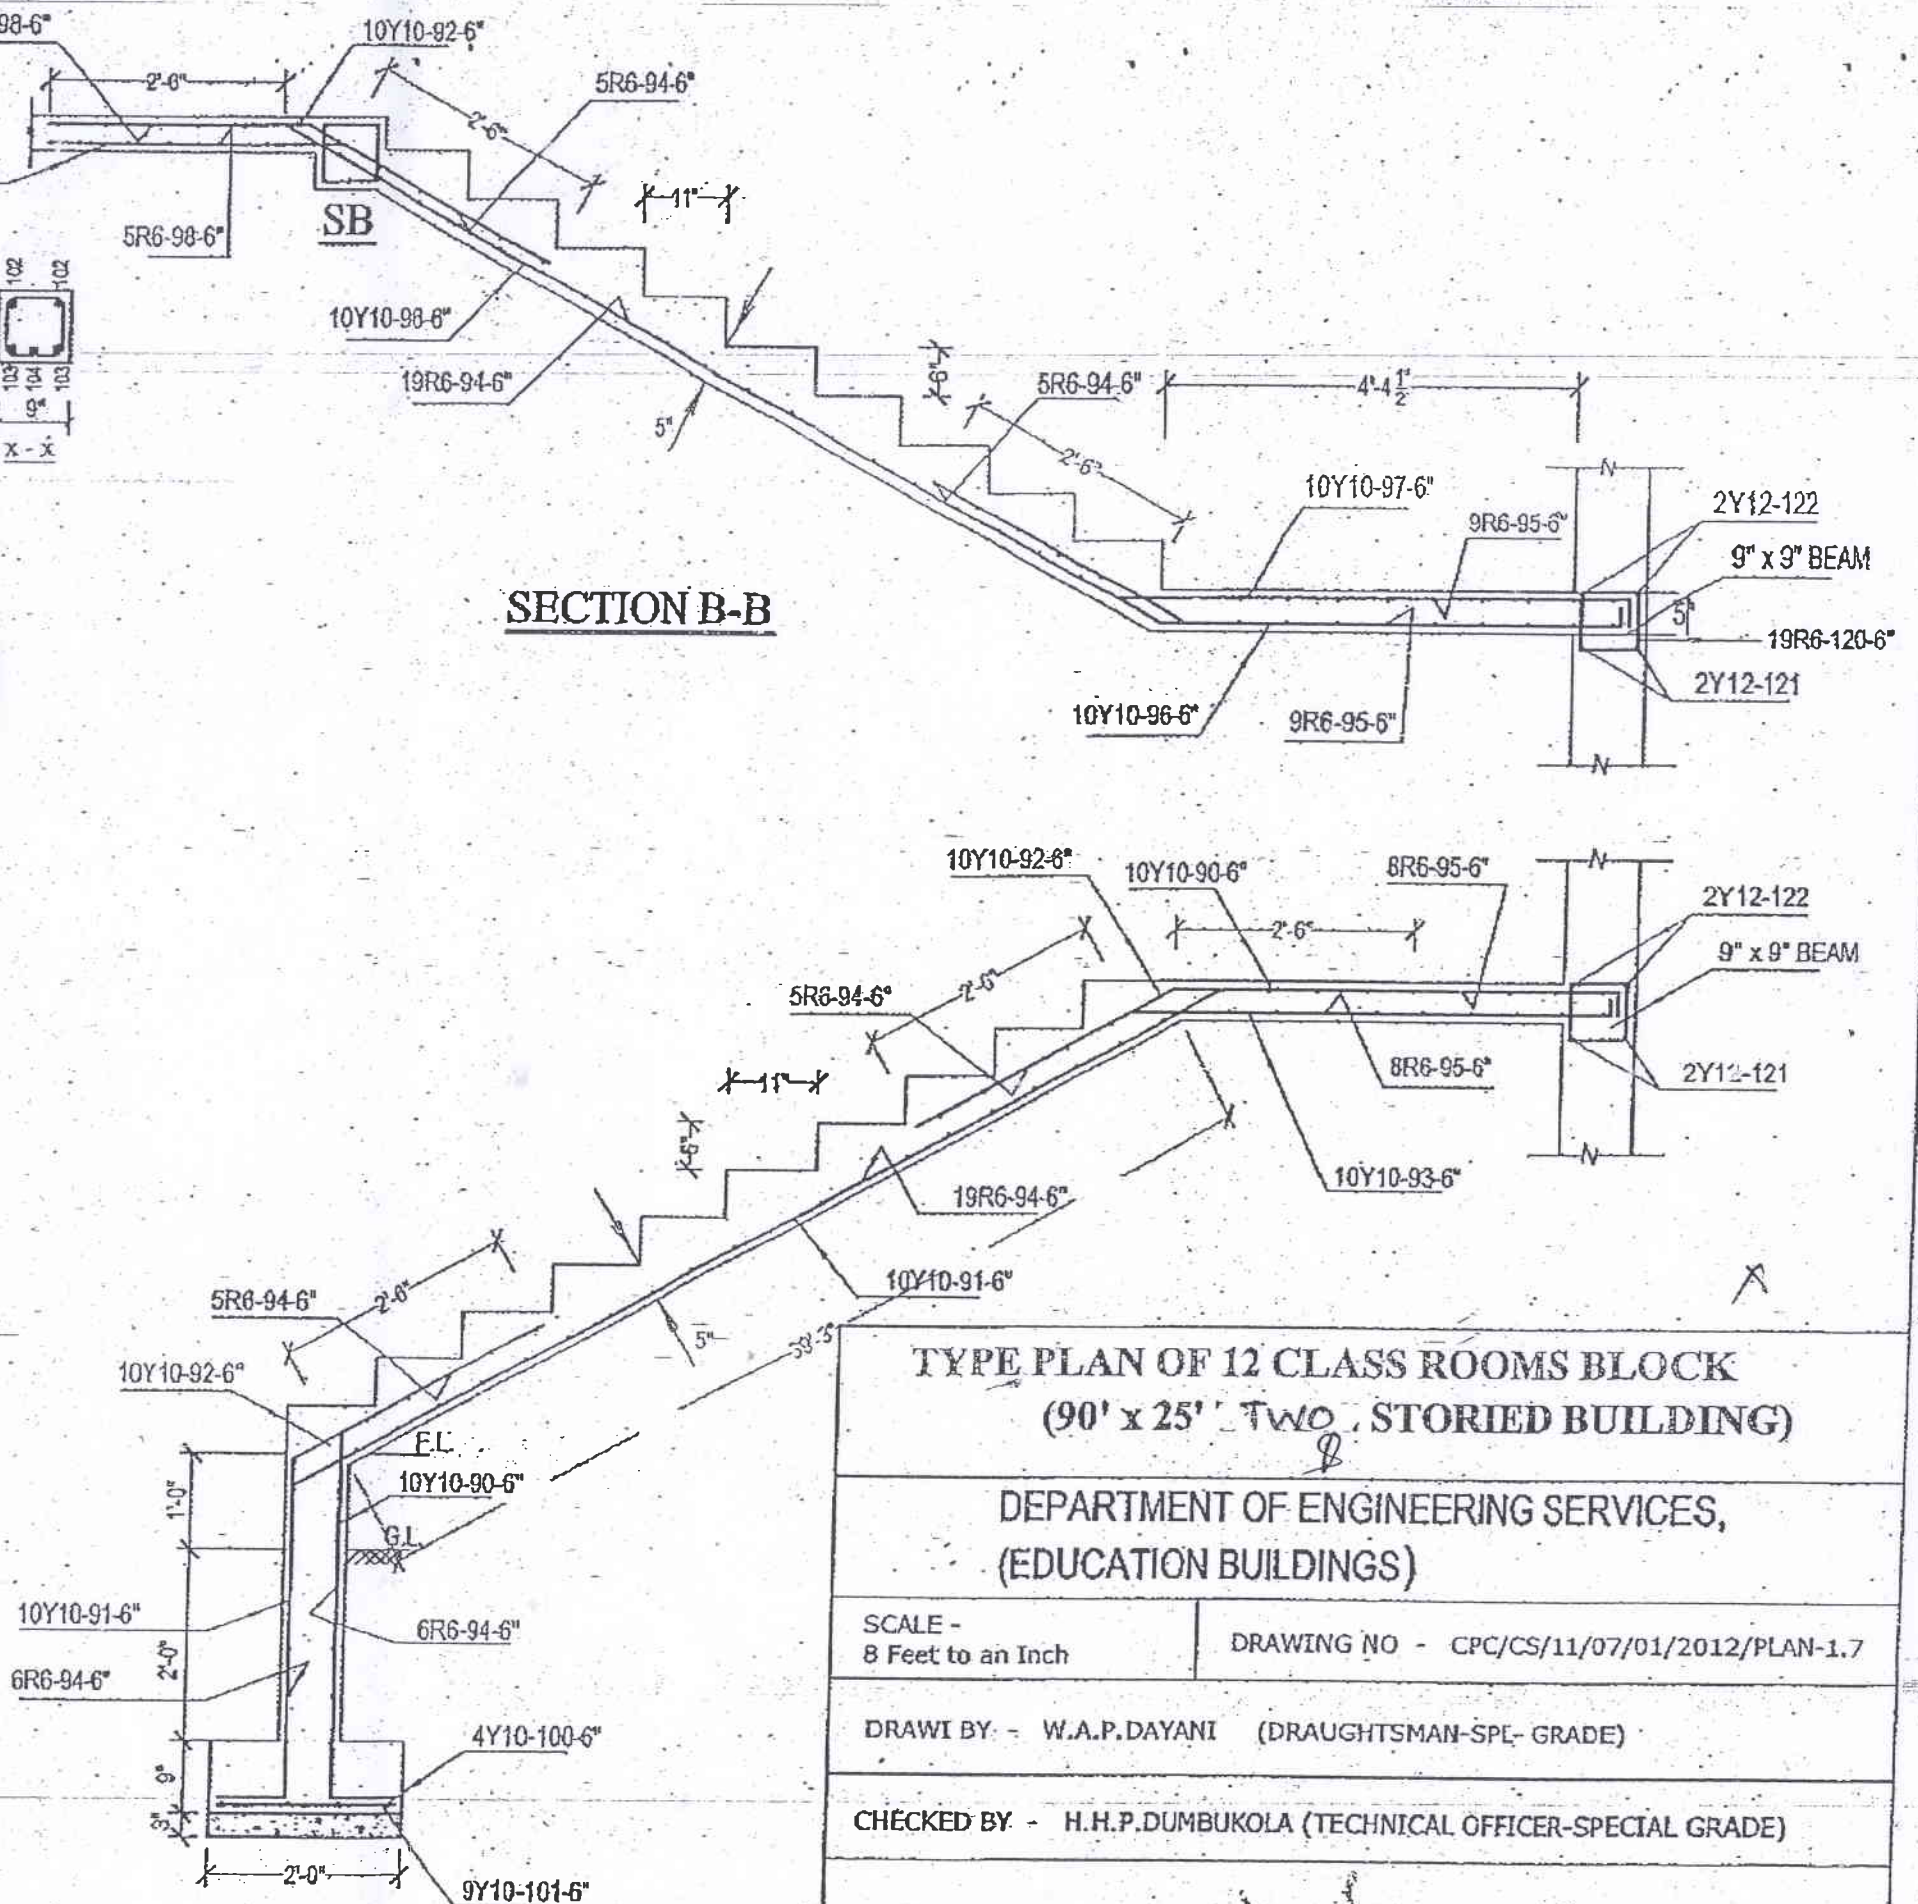 98-6"
10Y10-92-6"
2'-6"
5R6-94-6"
2'-6"
11"
5R6-98-6"
SB
102 102
10Y10-98-6"
19R6-94-6"
103 104 103
9"
x - x
5"
6"
5R6-94-6"
4'-4 1/2"
2'-6"
10Y10-97-6"
9R6-95-6"
2Y12-122
9" x 9" BEAM
5"
19R6-120-6"
2Y12-121
10Y10-96-6"
9R6-95-6"
SECTION B-B
10Y10-92-6"
10Y10-90-6"
8R6-95-6"
2Y12-122
2'-6"
9" x 9" BEAM
5R6-94-6"
2'-6"
11"
6"
8R6-95-6"
2Y12-121
10Y10-93-6"
19R6-94-6"
10Y10-91-6"
5R6-94-6"
2'-6"
5"
10Y10-92-6"
F.L.
10Y10-90-6"
1'-0"
G.L.
10Y10-91-6"
6R6-94-6"
2'-0"
6R6-94-6"
4Y10-100-6"
9"
3"
2'-0"
9Y10-101-6"
TYPE PLAN OF 12 CLASS ROOMS BLOCK
(90' x 25' TWO STORIED BUILDING)
DEPARTMENT OF ENGINEERING SERVICES,
(EDUCATION BUILDINGS)
SCALE -
8 Feet to an Inch
DRAWING NO - CPC/CS/11/07/01/2012/PLAN-1.7
DRAWI BY - W.A.P.DAYANI (DRAUGHTSMAN-SPL- GRADE)
CHECKED BY - H.H.P.DUMBUKOLA (TECHNICAL OFFICER-SPECIAL GRADE)